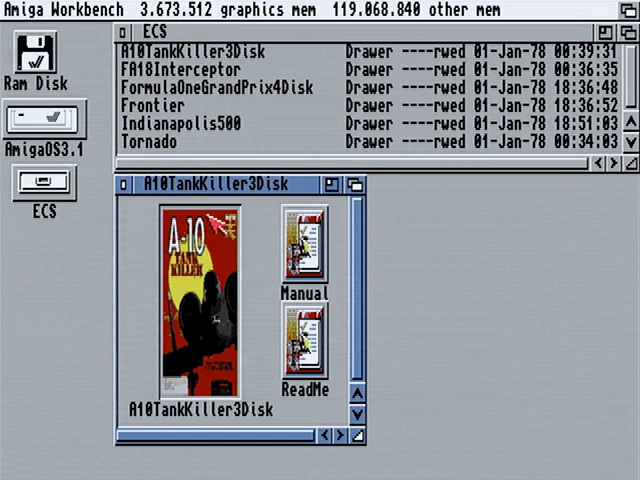 Amiga Workbench 3.673.512 graphics mem 119.068.840 other mem
ECS
A10TankKiller3Disk Drawer ----rwed 01-Jan-78 00:39:31
FA18Interceptor Drawer ----rwed 01-Jan-78 00:36:35
FormulaOneGrandPrix4Disk Drawer ----rwed 01-Jan-78 18:36:48
Frontier Drawer ----rwed 01-Jan-78 18:36:52
Indianapolis500 Drawer ----rwed 01-Jan-78 18:51:03
Tornado Drawer ----rwed 01-Jan-78 00:34:03
Ram Disk
AmigaOS3.1
ECS
A10TankKiller3Disk
A-10
TANK
KILLER
Manual
ReadMe
A10TankKiller3Disk